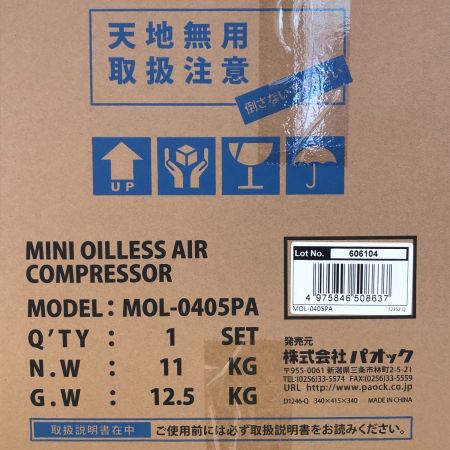 天地無用
取扱注意
倒さないで下さい
UP
MINI OILLESS AIR
COMPRESSOR
MODEL : MOL-0405PA
Q'TY : 1 SET
N.W : 11 KG
G.W : 12.5 KG
Lot No. 606104
4 975846 508637
MOL-0405PA
発売元
株式会社 パオック
〒955-0061 新潟県三条市林町2-5-21
TEL:(0256)33-5574 FAX:(0256)33-5559
URL http://www.paock.co.jp
D1246-Q 340×415×340 MADE IN CHINA
取扱説明書在中
ご使用前には必ず取扱説明書をお読みください。